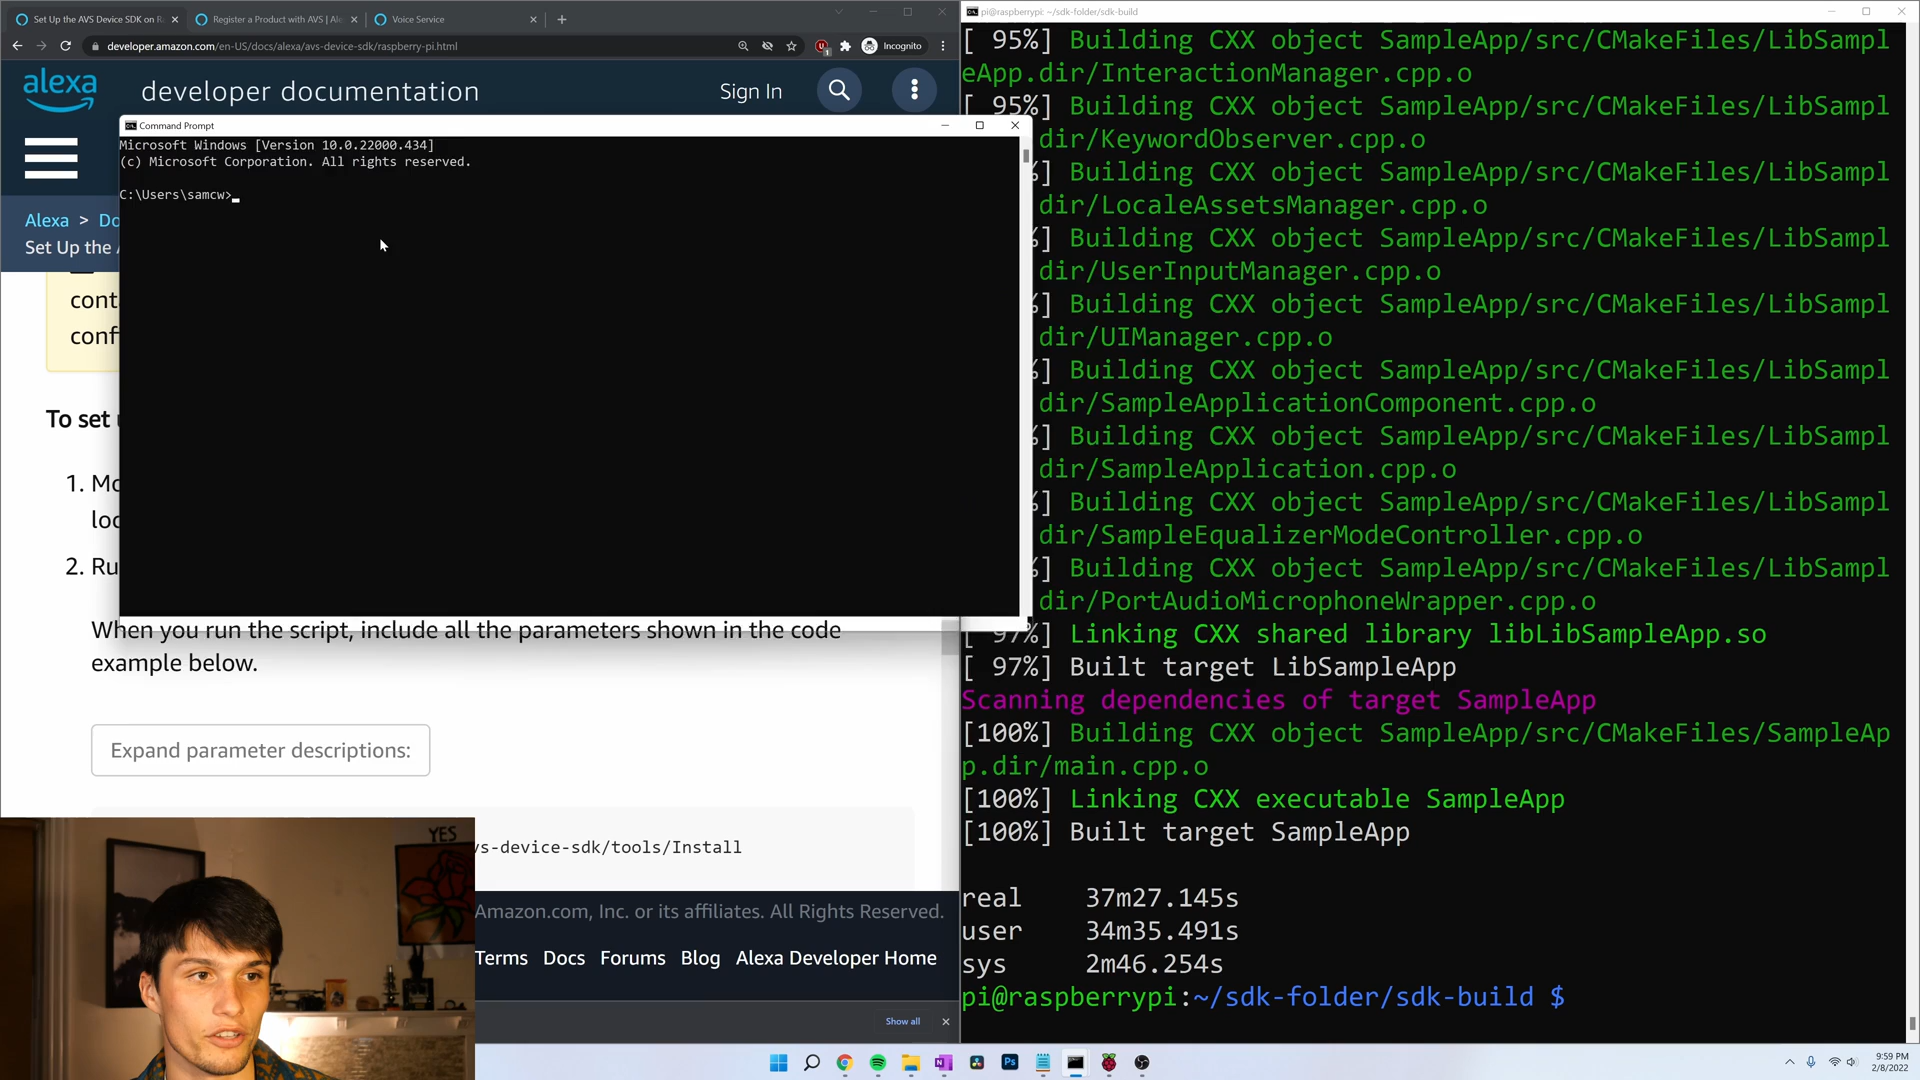 Set Up the AVS Device SDK on R
Register a Product with AVS | Ale
Voice Service
developer.amazon.com/en-US/docs/alexa/avs-device-sdk/raspberry-pi.html
Incognito
alexa
developer documentation
Sign In
Command Prompt
Microsoft Windows [Version 10.0.22000.434]
(c) Microsoft Corporation. All rights reserved.
C:\Users\samcw>
Alexa > Do
Set Up the A
cont
conf
To set u
1. Mo
loc
2. Ru
When you run the script, include all the parameters shown in the code
example below.
Expand parameter descriptions:
vs-device-sdk/tools/Install
YES
Amazon.com, Inc. or its affiliates. All Rights Reserved.
Terms Docs Forums Blog Alexa Developer Home
Show all
pi@raspberrypi: ~/sdk-folder/sdk-build
[ 95%] Building CXX object SampleApp/src/CMakeFiles/LibSampl
eApp.dir/InteractionManager.cpp.o
[ 95%] Building CXX object SampleApp/src/CMakeFiles/LibSampl
dir/KeywordObserver.cpp.o
] Building CXX object SampleApp/src/CMakeFiles/LibSampl
dir/LocaleAssetsManager.cpp.o
] Building CXX object SampleApp/src/CMakeFiles/LibSampl
dir/UserInputManager.cpp.o
] Building CXX object SampleApp/src/CMakeFiles/LibSampl
dir/UIManager.cpp.o
] Building CXX object SampleApp/src/CMakeFiles/LibSampl
dir/SampleApplicationComponent.cpp.o
] Building CXX object SampleApp/src/CMakeFiles/LibSampl
dir/SampleApplication.cpp.o
] Building CXX object SampleApp/src/CMakeFiles/LibSampl
dir/SampleEqualizerModeController.cpp.o
] Building CXX object SampleApp/src/CMakeFiles/LibSampl
dir/PortAudioMicrophoneWrapper.cpp.o
[ 97%] Linking CXX shared library libLibSampleApp.so
[ 97%] Built target LibSampleApp
Scanning dependencies of target SampleApp
[100%] Building CXX object SampleApp/src/CMakeFiles/SampleAp
p.dir/main.cpp.o
[100%] Linking CXX executable SampleApp
[100%] Built target SampleApp
real 37m27.145s
user 34m35.491s
sys 2m46.254s
pi@raspberrypi:~/sdk-folder/sdk-build $
Ps
9:59 PM
2/8/2022